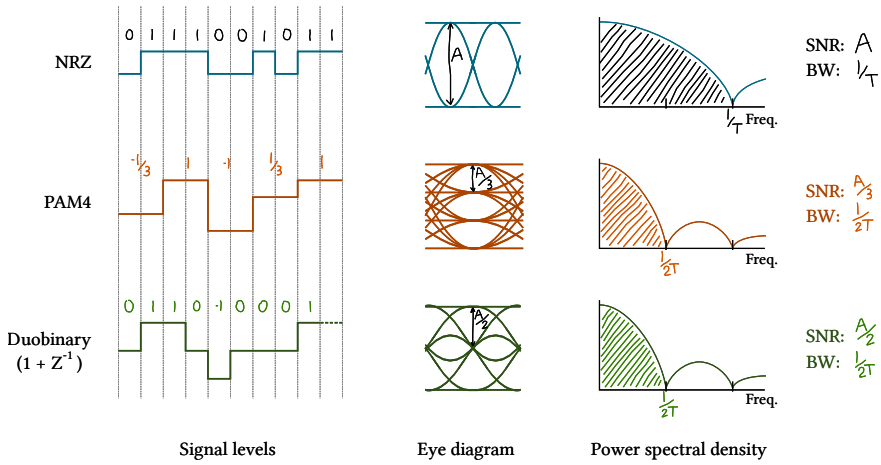 0 1 1 1 0 0 1 0 1 1
NRZ
A
1/T Freq.
SNR: A
BW: 1/T
-1/3 1 -1 1/3 1
PAM4
A/3
1/2T
Freq.
SNR: A/3
BW: 1/2T
0 1 1 0 -1 0 0 0 1
Duobinary
(1 + Z⁻¹)
A/2
1/2T
Freq.
SNR: A/2
BW: 1/2T
Signal levels
Eye diagram
Power spectral density